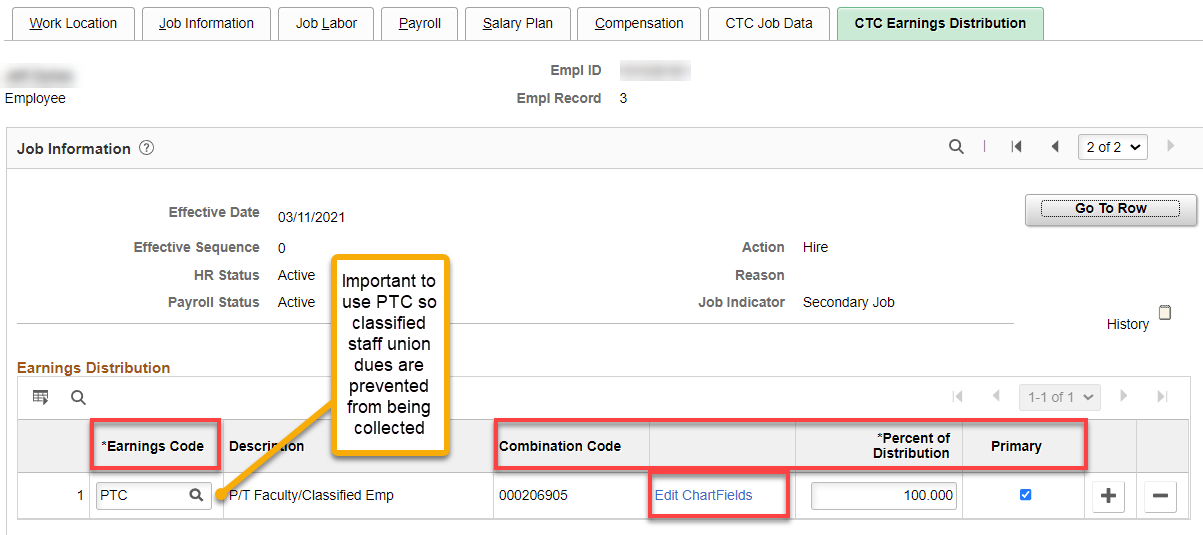 Work Location Job Information Job Labor Payroll Salary Plan Compensation CTC Job Data CTC Earnings Distribution
Empl ID
Employee Empl Record 3
Job Information ? 2 of 2
Effective Date 03/11/2021 Go To Row
Effective Sequence 0 Action Hire
HR Status Active Reason
Payroll Status Active Job Indicator Secondary Job
History
Important to
use PTC so
classified
staff union
dues are
prevented
from being
collected
Earnings Distribution
1-1 of 1
*Earnings Code Description Combination Code *Percent of
Distribution Primary
1 PTC P/T Faculty/Classified Emp 000206905 Edit ChartFields 100.000